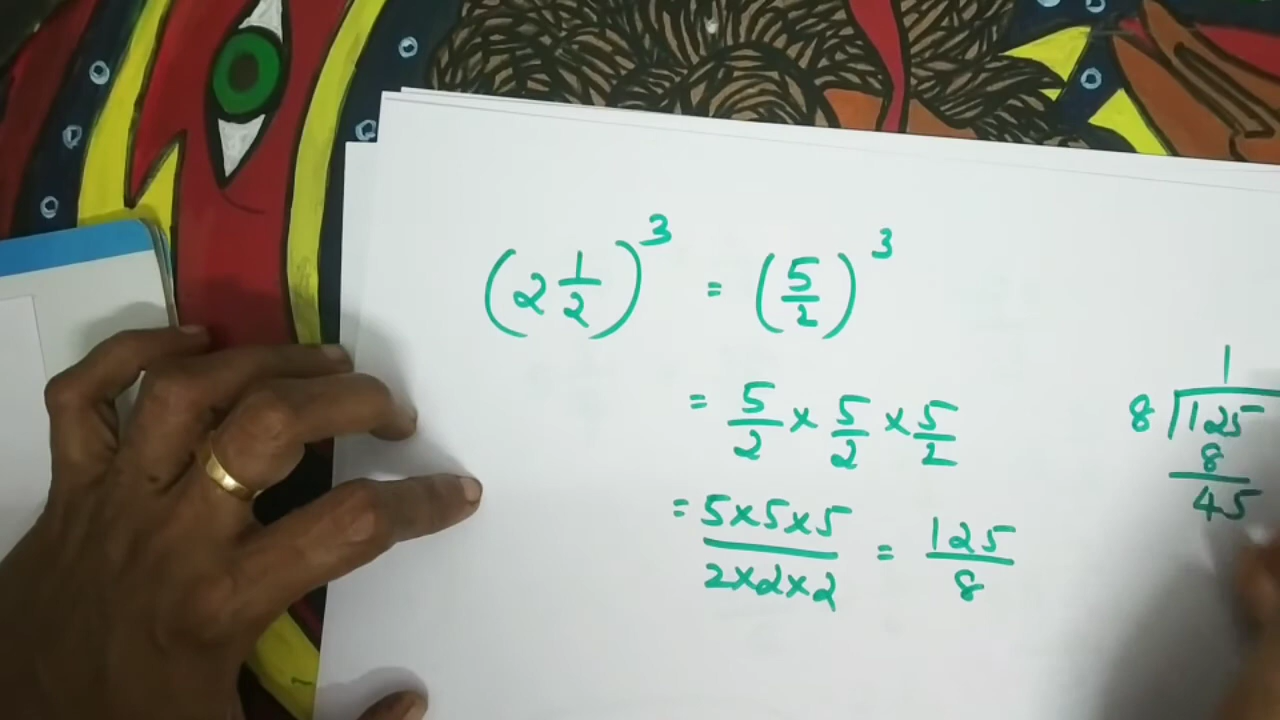 (2 1/2)^3 = (5/2)^3
= 5/2 × 5/2 × 5/2
= 5×5×5 / 2×2×2 = 125/8
1
8 ) 125
8
45